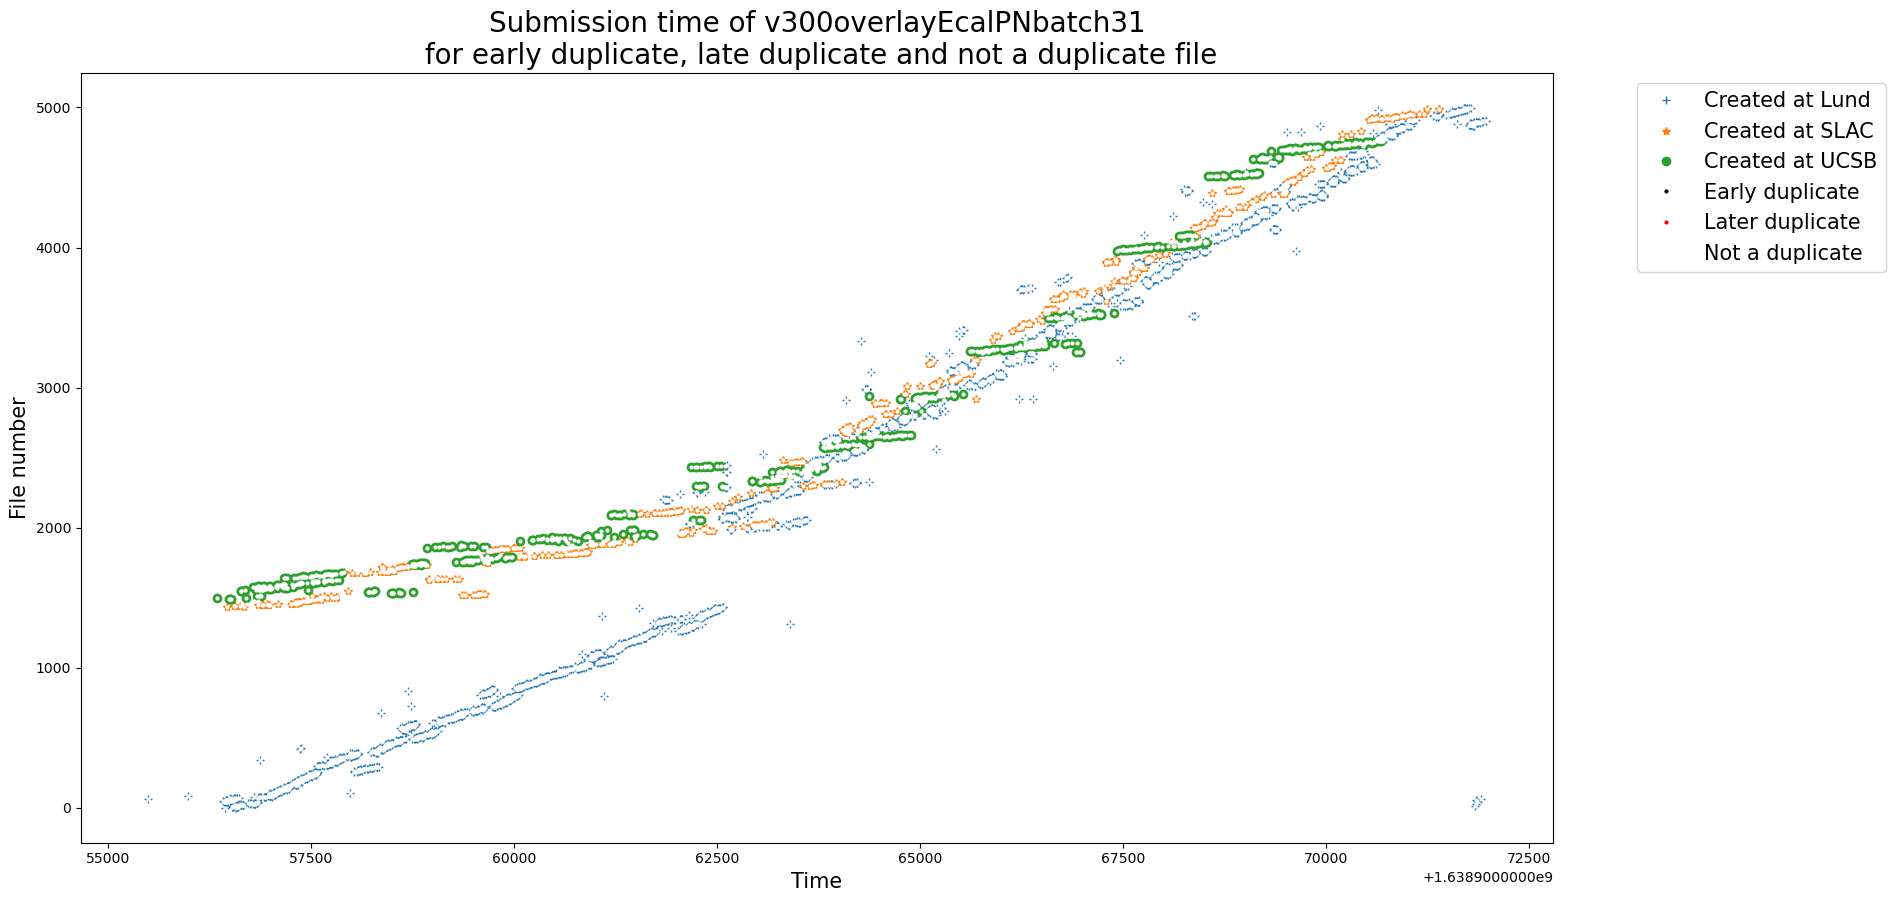 Submission time of v300overlayEcalPNbatch31
for early duplicate, late duplicate and not a duplicate file
File number
5000
4000
3000
2000
1000
0
55000
57500
60000
62500
65000
67500
70000
72500
+1.6389000000e9
Time
Created at Lund
Created at SLAC
Created at UCSB
Early duplicate
Later duplicate
Not a duplicate